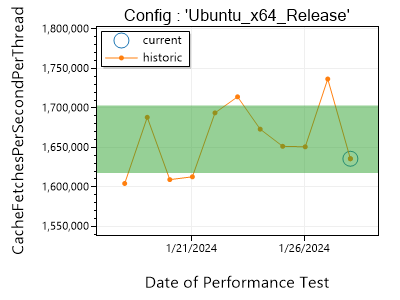 Config : 'Ubuntu_x64_Release'
CacheFetchesPerSecondPerThread
1,800,000
1,750,000
1,700,000
1,650,000
1,600,000
1,550,000
current
historic
1/21/2024
1/26/2024
Date of Performance Test